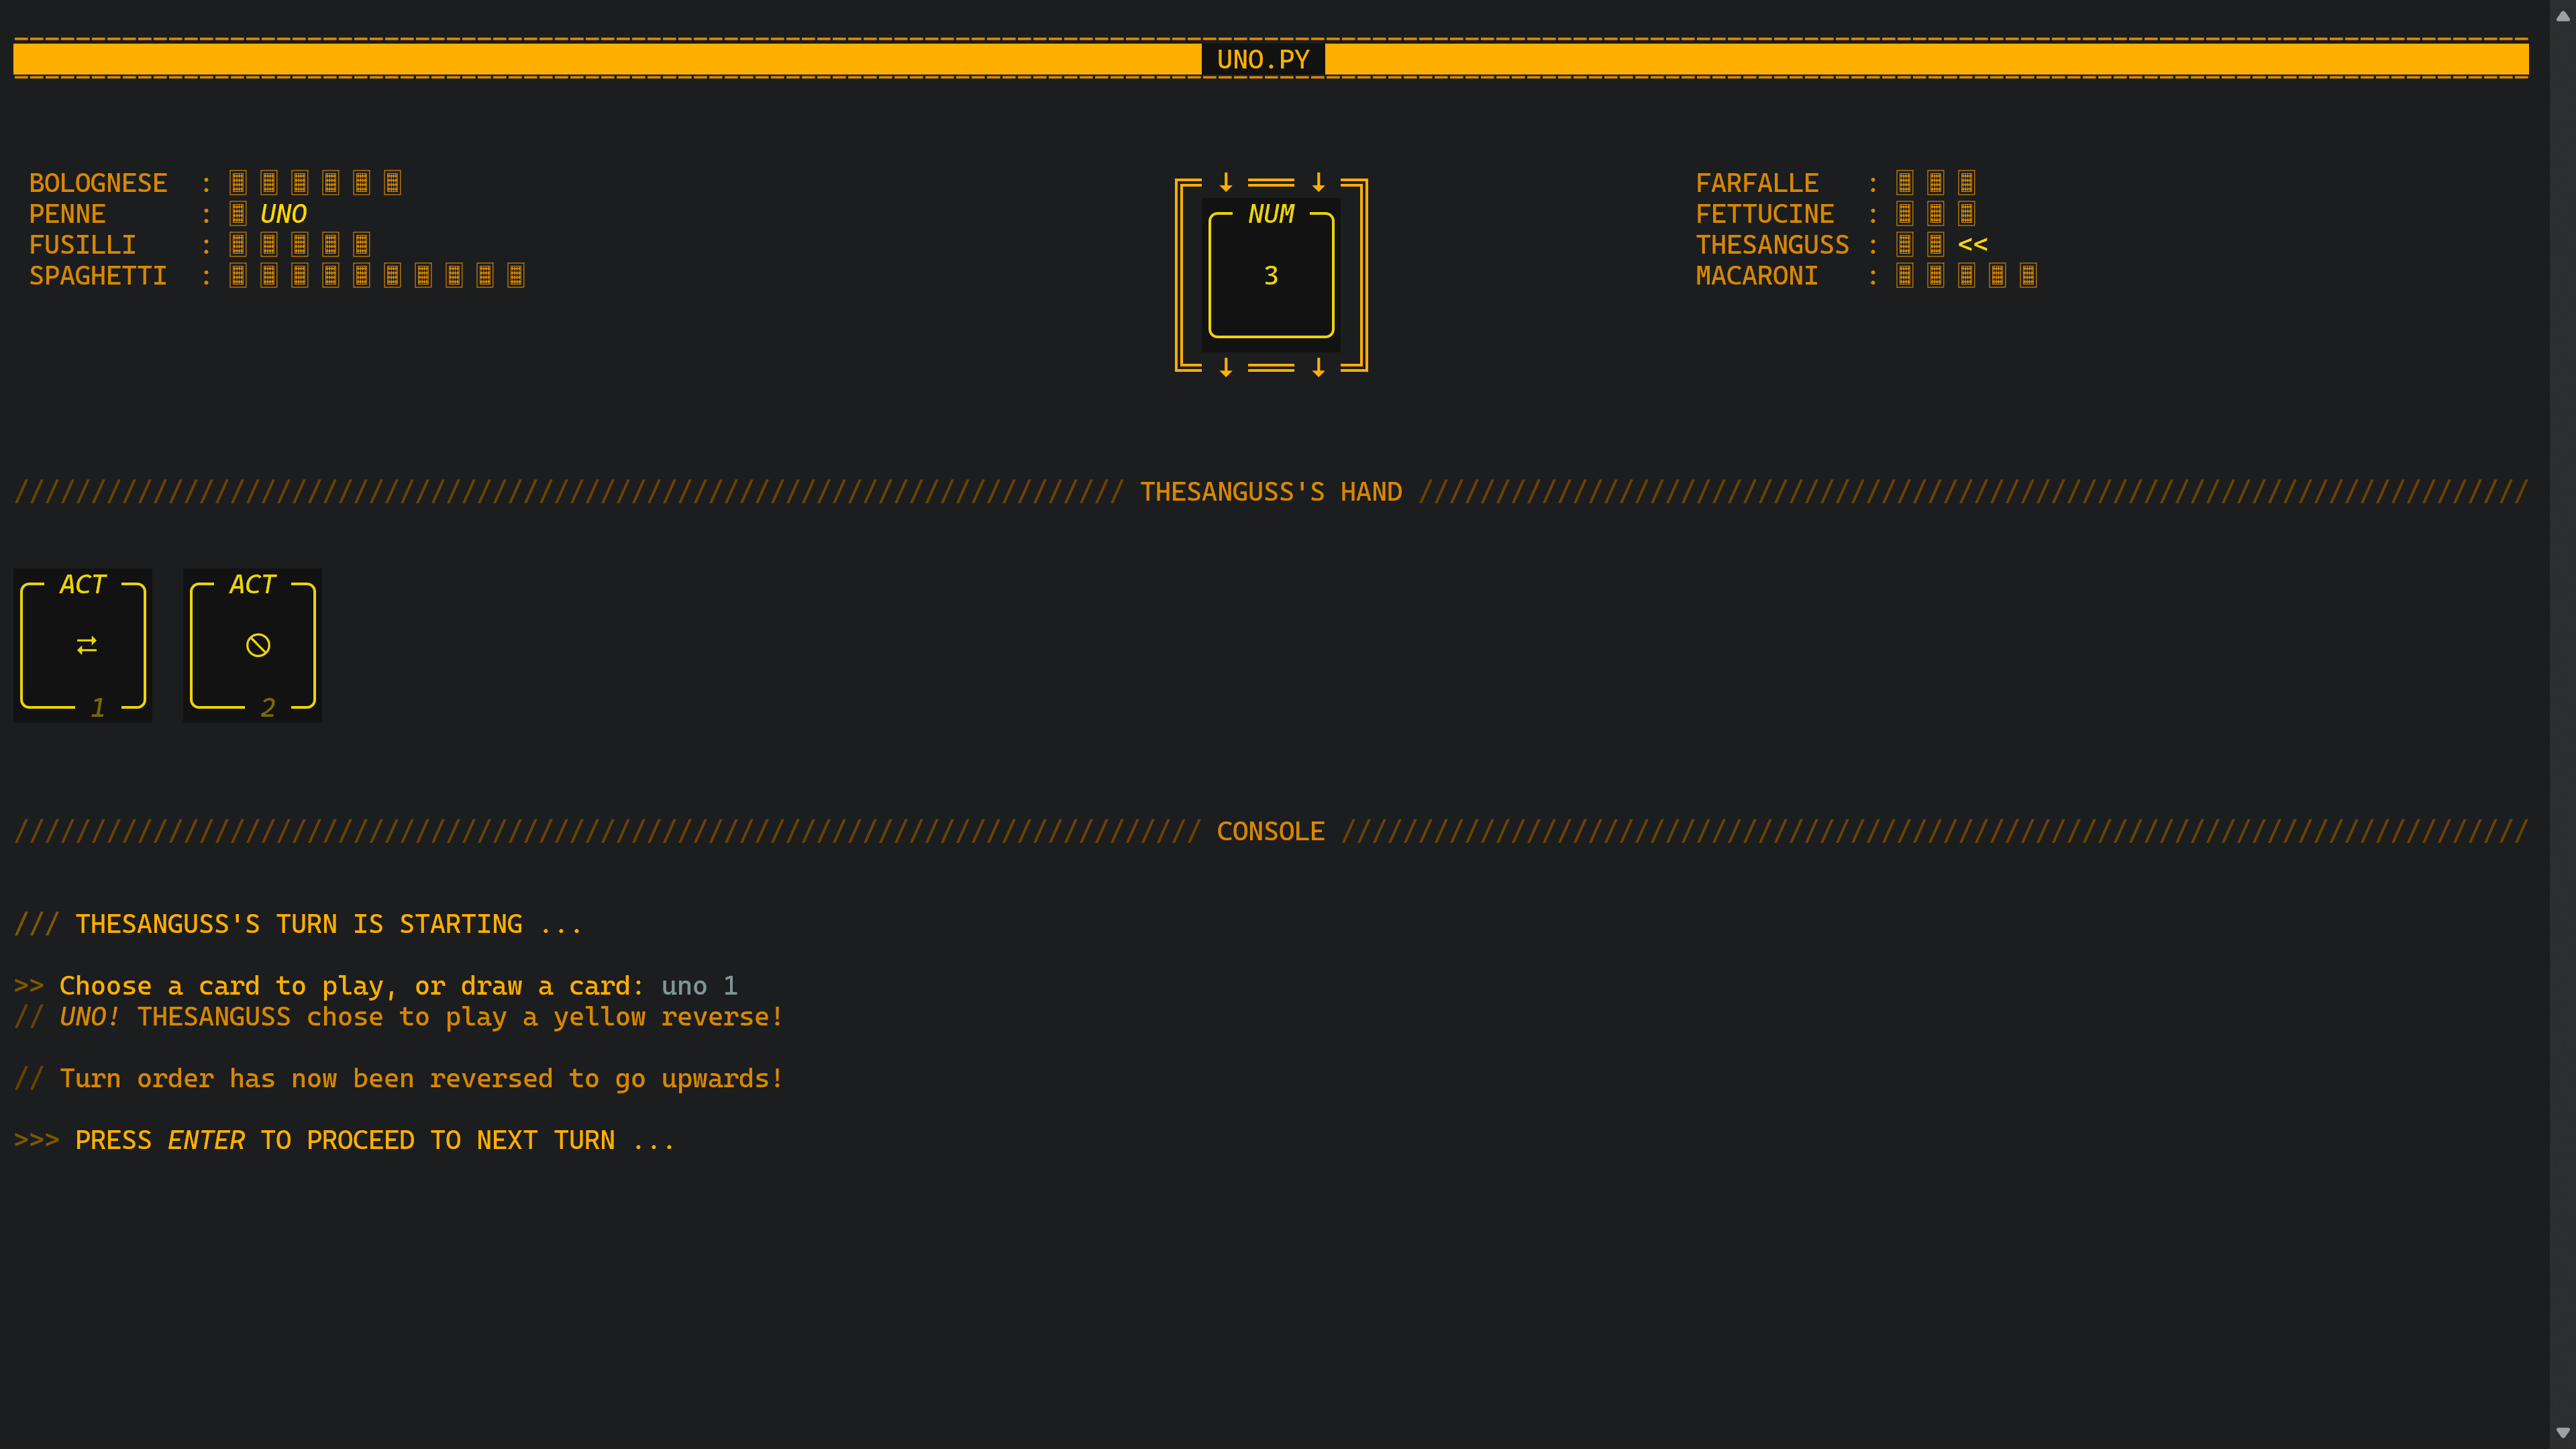 UNO.PY
BOLOGNESE :
PENNE : UNO
FUSILLI :
SPAGHETTI :
↓ ↓
NUM
3
↓ ↓
FARFALLE :
FETTUCINE :
THESANGUSS : <<
MACARONI :
THESANGUSS'S HAND
ACT
⇄
1
ACT
🛇
2
CONSOLE
/// THESANGUSS'S TURN IS STARTING ...
>> Choose a card to play, or draw a card: uno 1
// UNO! THESANGUSS chose to play a yellow reverse!
// Turn order has now been reversed to go upwards!
>>> PRESS ENTER TO PROCEED TO NEXT TURN ...